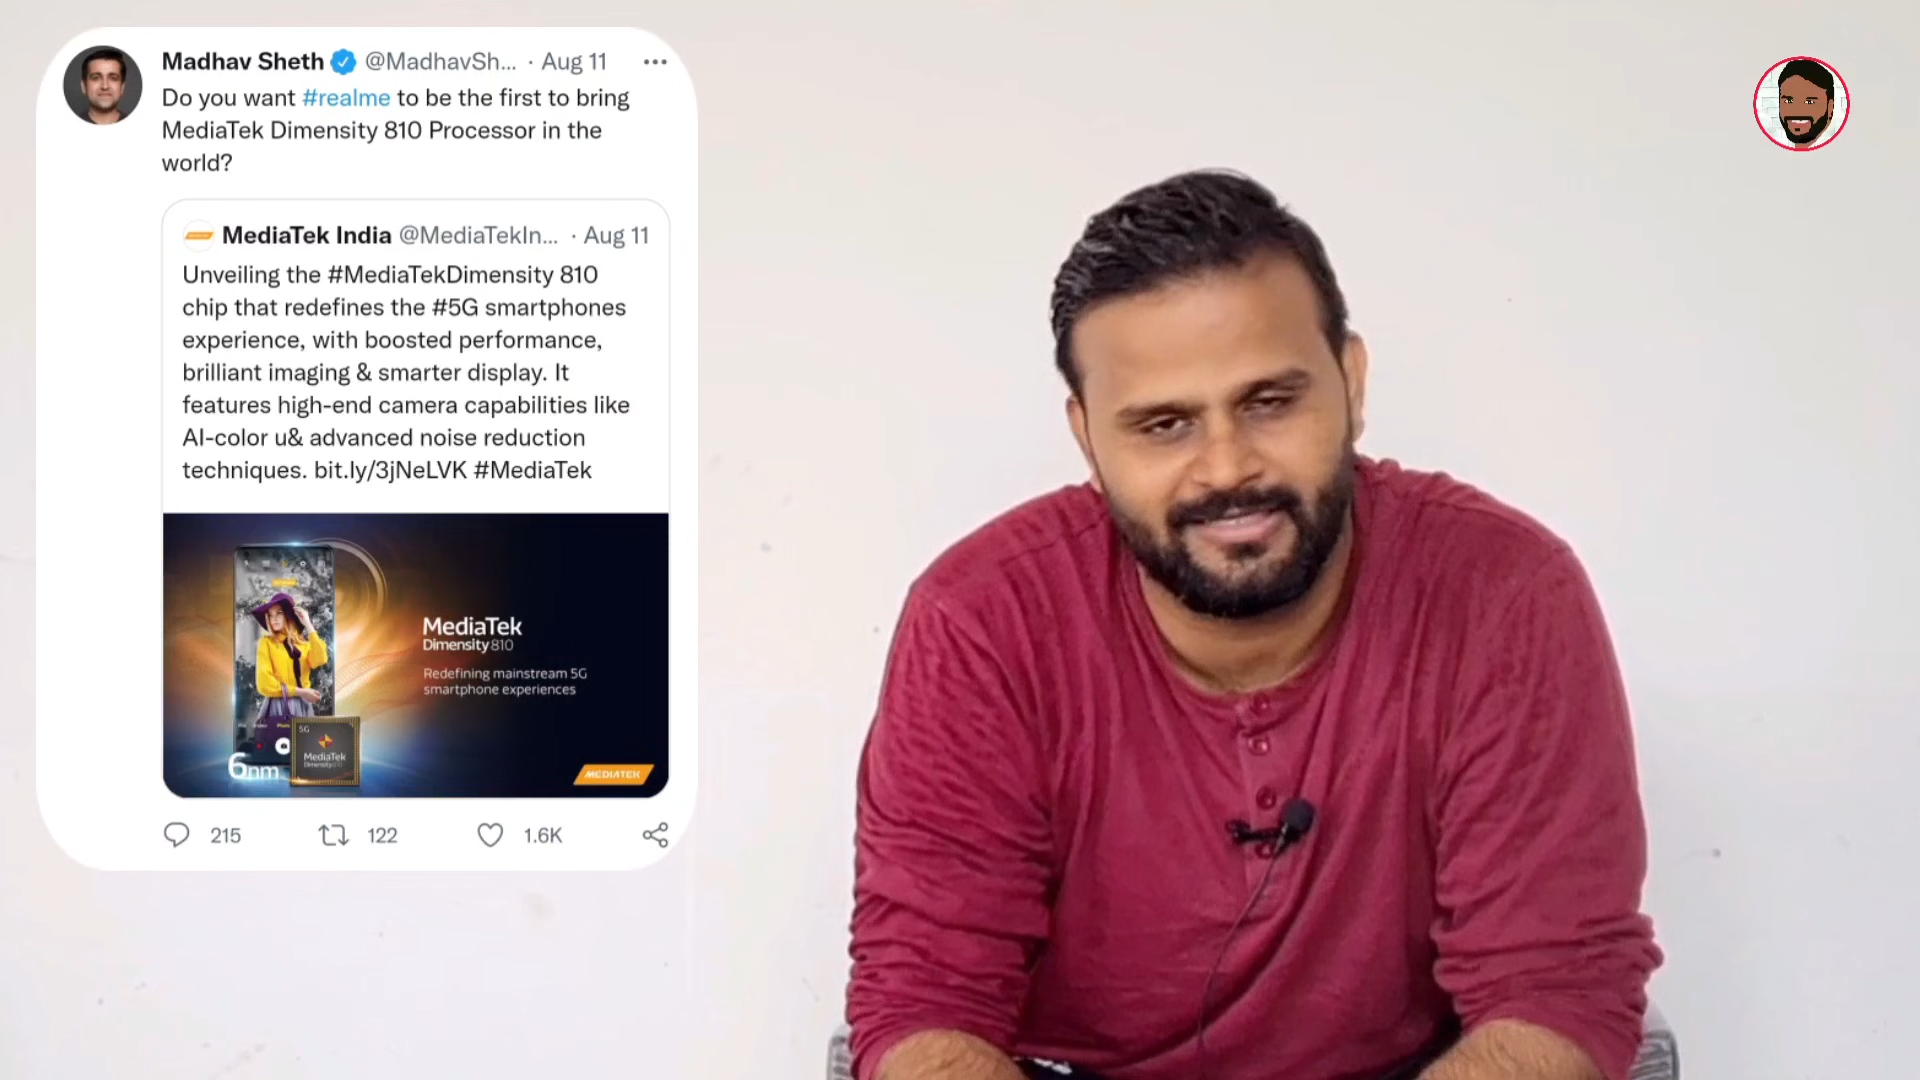 Madhav Sheth @MadhavSh... · Aug 11
Do you want #realme to be the first to bring
MediaTek Dimensity 810 Processor in the
world?
MediaTek India @MediaTekIn... · Aug 11
Unveiling the #MediaTekDimensity 810
chip that redefines the #5G smartphones
experience, with boosted performance,
brilliant imaging & smarter display. It
features high-end camera capabilities like
AI-color u& advanced noise reduction
techniques. bit.ly/3jNeLVK #MediaTek
MediaTek
Dimensity 810
Redefining mainstream 5G
smartphone experiences
5G
MediaTek
Dimensity 810
6nm
MEDIATEK
215 122 1.6K